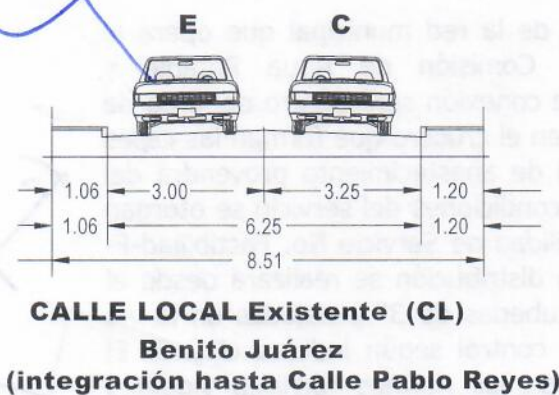 E C
1.06 3.00 3.25 1.20
1.06 6.25 1.20
8.51
CALLE LOCAL Existente (CL)
Benito Juárez
(integración hasta Calle Pablo Reyes)